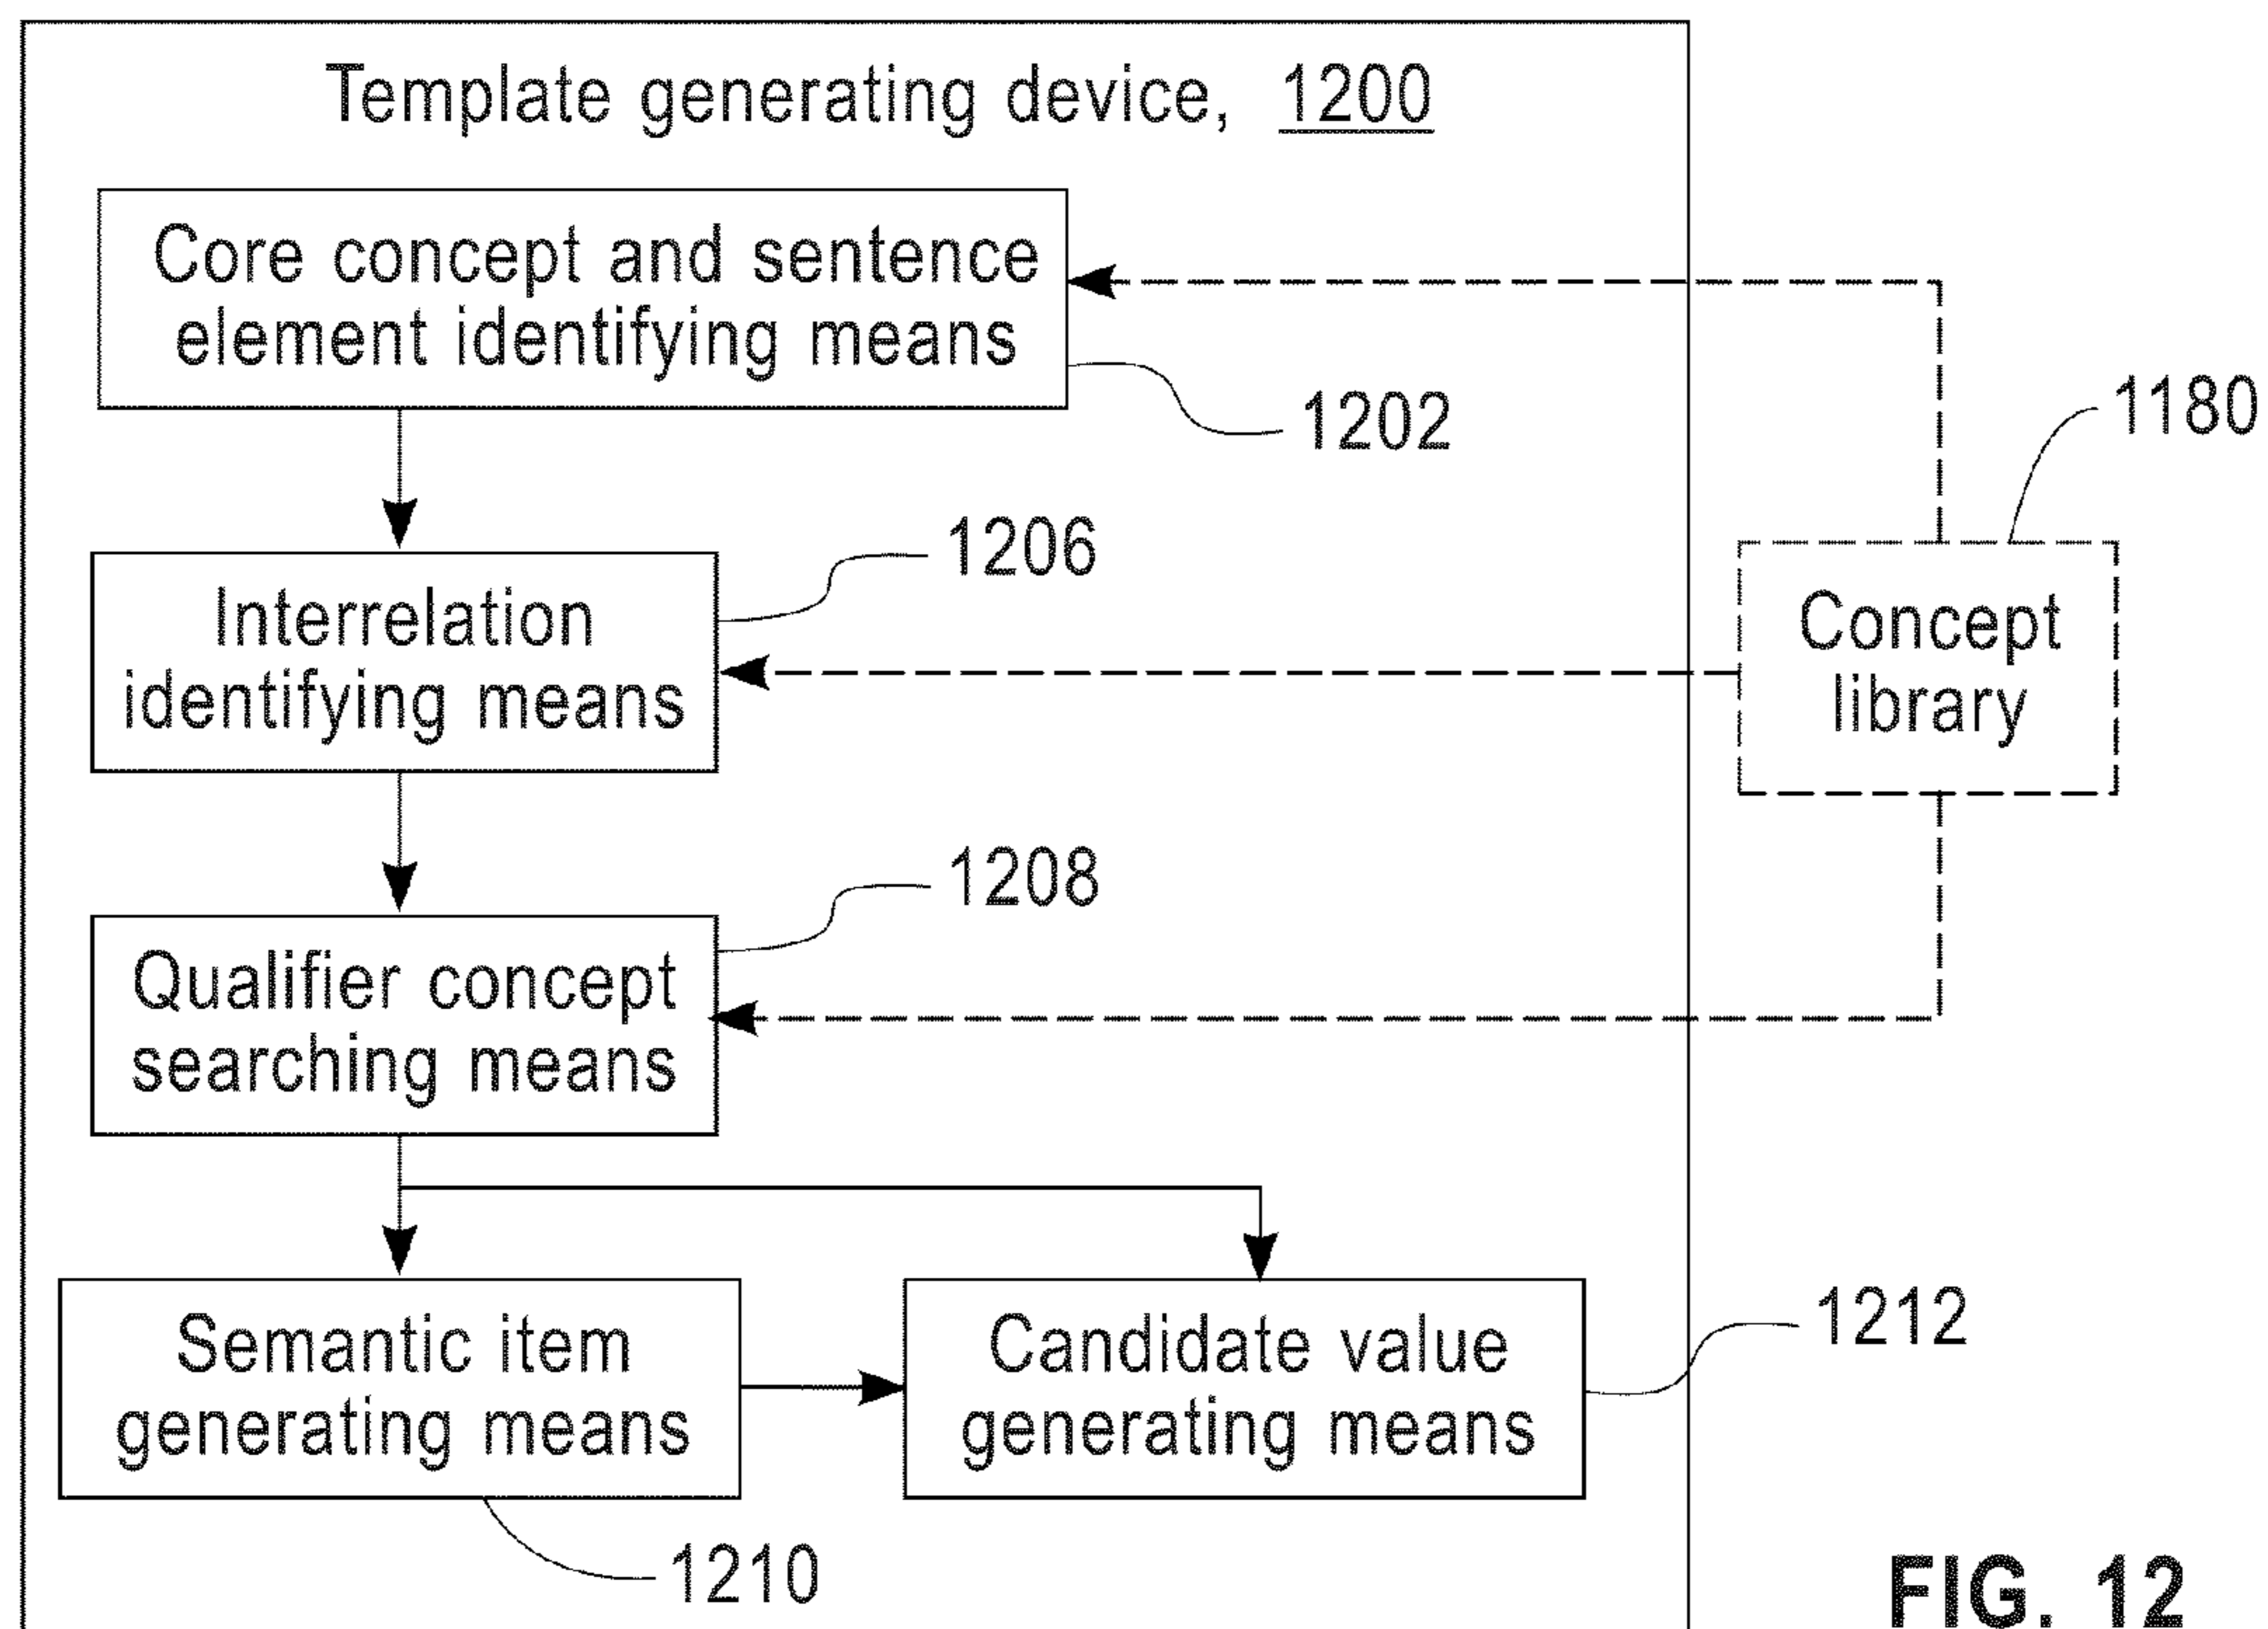 Template generating device, 1200
Core concept and sentence
element identifying means
1202
1180
1206
Interrelation
identifying means
Concept
library
1208
Qualifier concept
searching means
1212
Semantic item
generating means
Candidate value
generating means
1210
FIG. 12